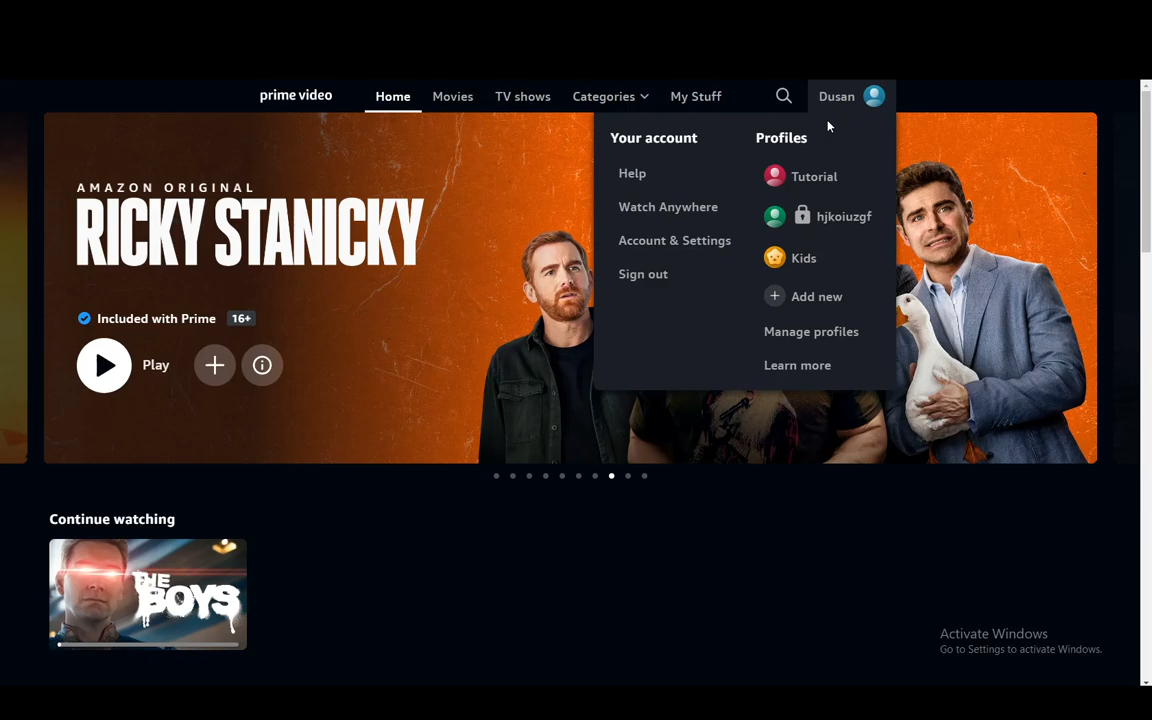 prime video
Home
Movies
TV shows
Categories
My Stuff
Dusan
Your account
Help
Watch Anywhere
Account & Settings
Sign out
Profiles
Tutorial
hjkoiuzgf
Kids
Add new
Manage profiles
Learn more
AMAZON ORIGINAL
RICKY STANICKY
Included with Prime 16+
Play
Continue watching
THE
BOYS
Activate Windows
Go to Settings to activate Windows.